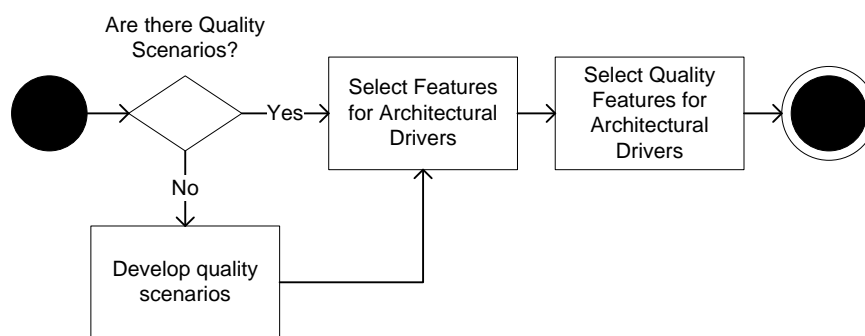 Are there Quality
Scenarios?
Yes
Select Features
for Architectural
Drivers
Select Quality
Features for
Architectural
Drivers
No
Develop quality
scenarios